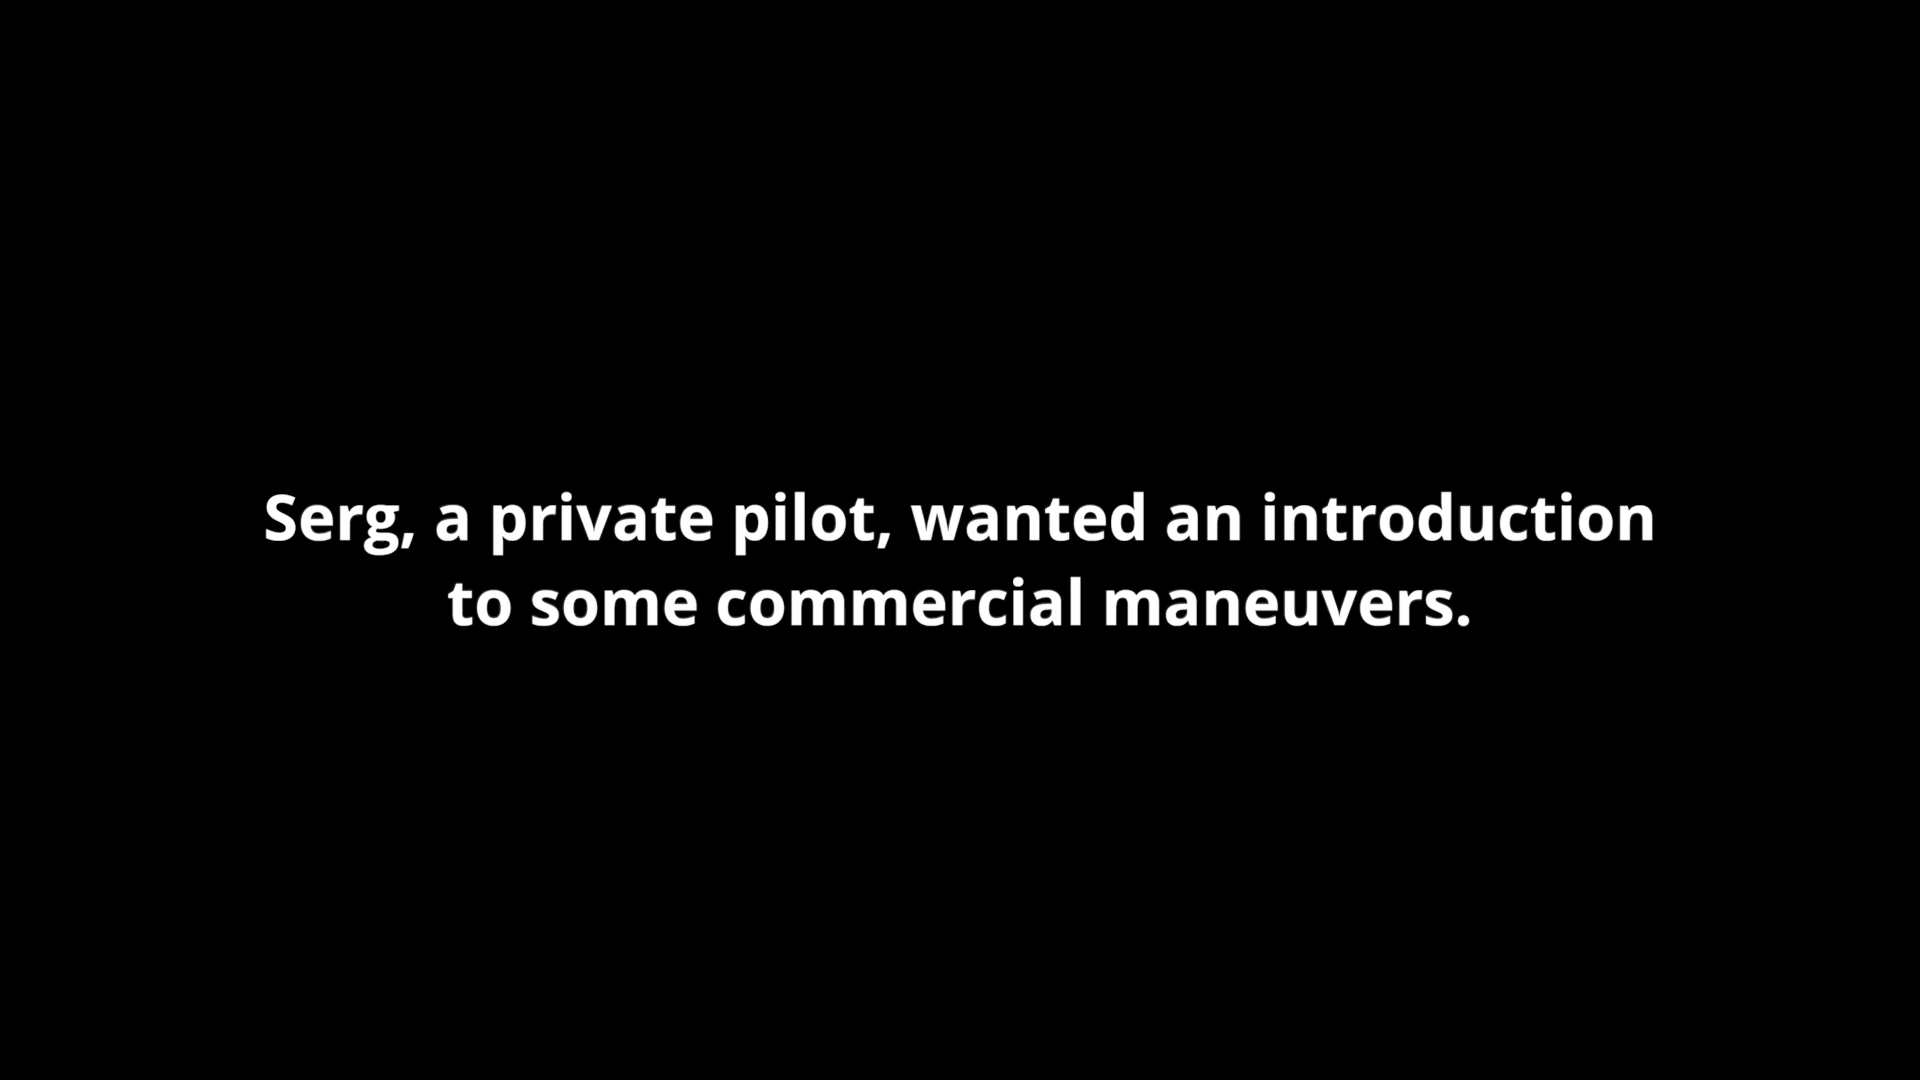 Serg, a private pilot, wanted an introduction
to some commercial maneuvers.